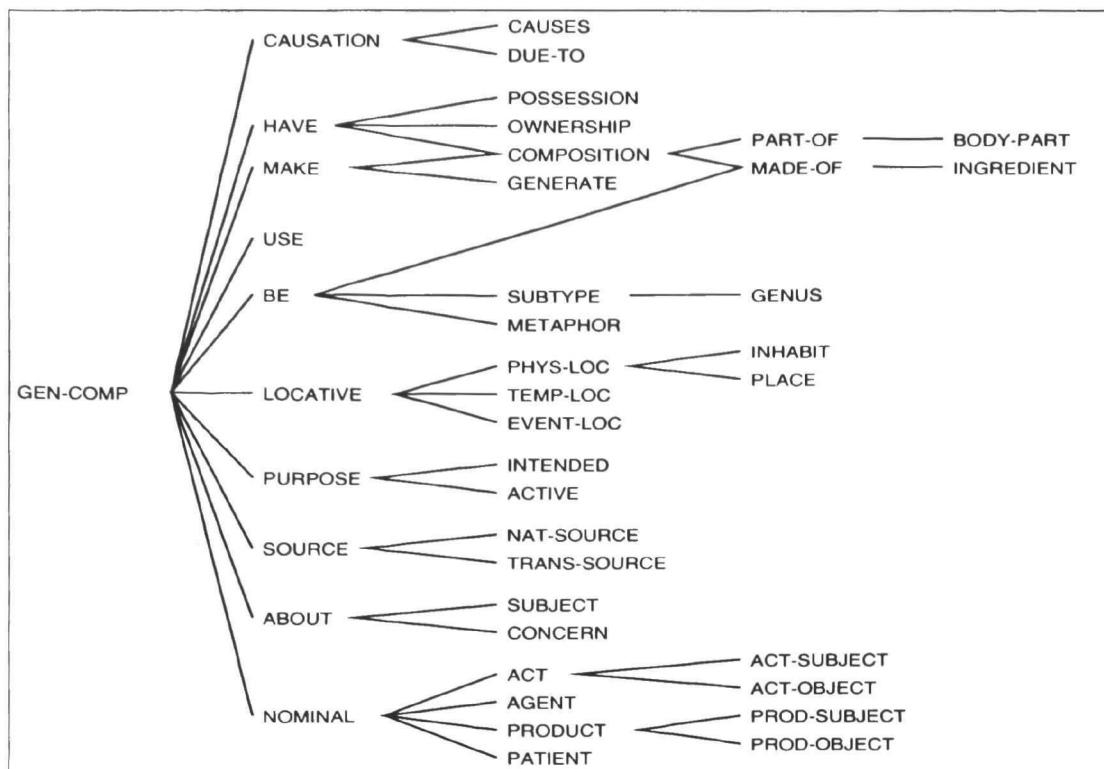 CAUSATION
CAUSES
DUE-TO
HAVE
POSSESSION
OWNERSHIP
COMPOSITION
PART-OF
BODY-PART
MAKE
GENERATE
MADE-OF
INGREDIENT
USE
BE
SUBTYPE
GENUS
METAPHOR
GEN-COMP
LOCATIVE
PHYS-LOC
INHABIT
PLACE
TEMP-LOC
EVENT-LOC
PURPOSE
INTENDED
ACTIVE
SOURCE
NAT-SOURCE
TRANS-SOURCE
ABOUT
SUBJECT
CONCERN
NOMINAL
ACT
ACT-SUBJECT
ACT-OBJECT
AGENT
PRODUCT
PROD-SUBJECT
PROD-OBJECT
PATIENT